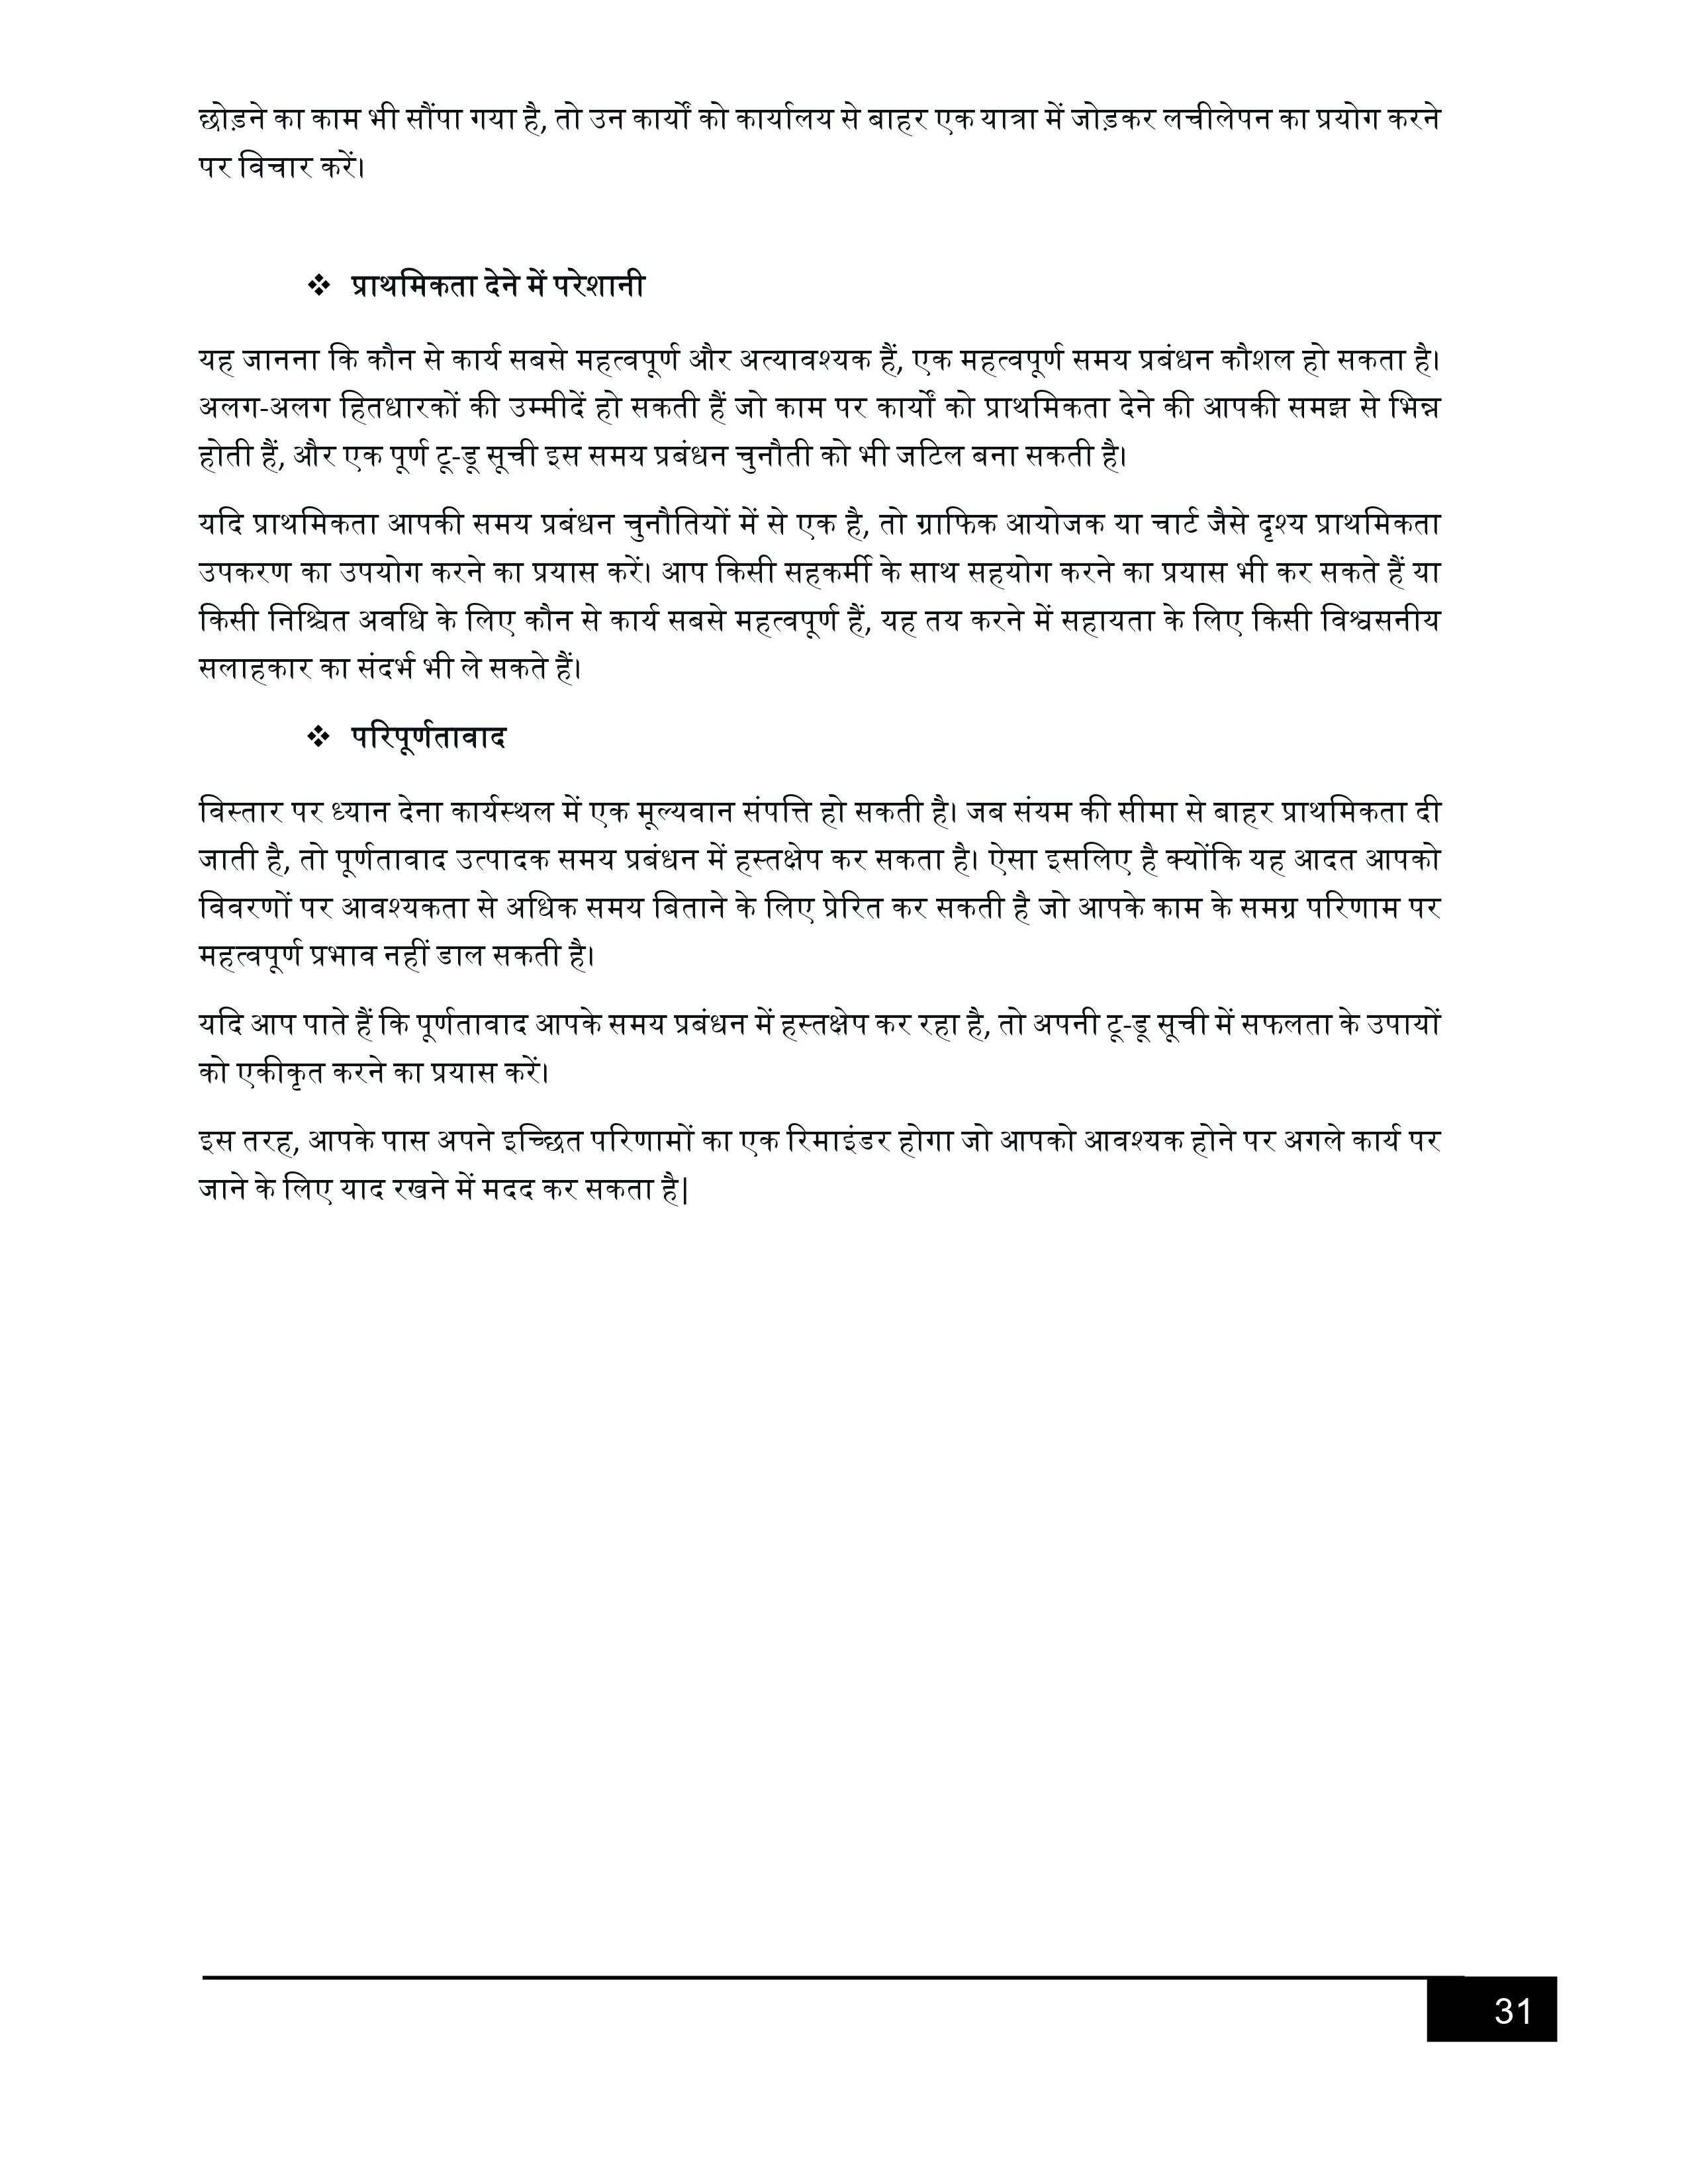 छोड़ने का काम भी सौंपा गया है, तो उन कार्यों को कार्यालय से बाहर एक यात्रा में जोड़कर लचीलेपन का प्रयोग करने
पर विचार करें।
❖ प्राथमिकता देने में परेशानी
यह जानना कि कौन से कार्य सबसे महत्वपूर्ण और अत्यावश्यक हैं, एक महत्वपूर्ण समय प्रबंधन कौशल हो सकता है।
अलग-अलग हितधारकों की उम्मीदें हो सकती हैं जो काम पर कार्यों को प्राथमिकता देने की आपकी समझ से भिन्न
होती हैं, और एक पूर्ण टू-डू सूची इस समय प्रबंधन चुनौती को भी जटिल बना सकती है।
यदि प्राथमिकता आपकी समय प्रबंधन चुनौतियों में से एक है, तो ग्राफिक आयोजक या चार्ट जैसे दृश्य प्राथमिकता
उपकरण का उपयोग करने का प्रयास करें। आप किसी सहकर्मी के साथ सहयोग करने का प्रयास भी कर सकते हैं या
किसी निश्चित अवधि के लिए कौन से कार्य सबसे महत्वपूर्ण हैं, यह तय करने में सहायता के लिए किसी विश्वसनीय
सलाहकार का संदर्भ भी ले सकते हैं।
❖ परिपूर्णतावाद
विस्तार पर ध्यान देना कार्यस्थल में एक मूल्यवान संपत्ति हो सकती है। जब संयम की सीमा से बाहर प्राथमिकता दी
जाती है, तो पूर्णतावाद उत्पादक समय प्रबंधन में हस्तक्षेप कर सकता है। ऐसा इसलिए है क्योंकि यह आदत आपको
विवरणों पर आवश्यकता से अधिक समय बिताने के लिए प्रेरित कर सकती है जो आपके काम के समग्र परिणाम पर
महत्वपूर्ण प्रभाव नहीं डाल सकती है।
यदि आप पाते हैं कि पूर्णतावाद आपके समय प्रबंधन में हस्तक्षेप कर रहा है, तो अपनी टू-डू सूची में सफलता के उपायों
को एकीकृत करने का प्रयास करें।
इस तरह, आपके पास अपने इच्छित परिणामों का एक रिमाइंडर होगा जो आपको आवश्यक होने पर अगले कार्य पर
जाने के लिए याद रखने में मदद कर सकता है|
31